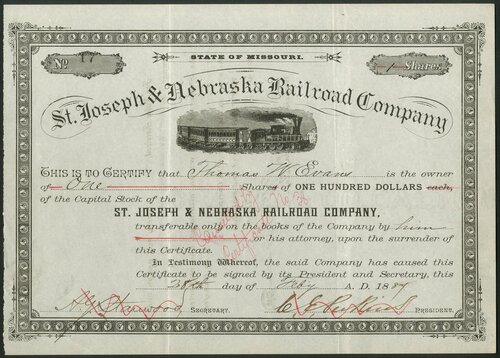 STATE OF MISSOURI.
No 17
1 Shares
St. Joseph & Nebraska Railroad Company
THIS IS TO CERTIFY that Thomas W. Evans is the owner
of One Shares of ONE HUNDRED DOLLARS each,
of the Capital Stock of the
ST. JOSEPH & NEBRASKA RAILROAD COMPANY,
transferable only on the books of the Company by him
or his attorney, upon the surrender
of this Certificate.
In Testimony Whereof, the said Company has caused this
Certificate to be signed by its President and Secretary, this
28th day of Feby A.D. 1887
SECRETARY.
C E Perkins PRESIDENT.